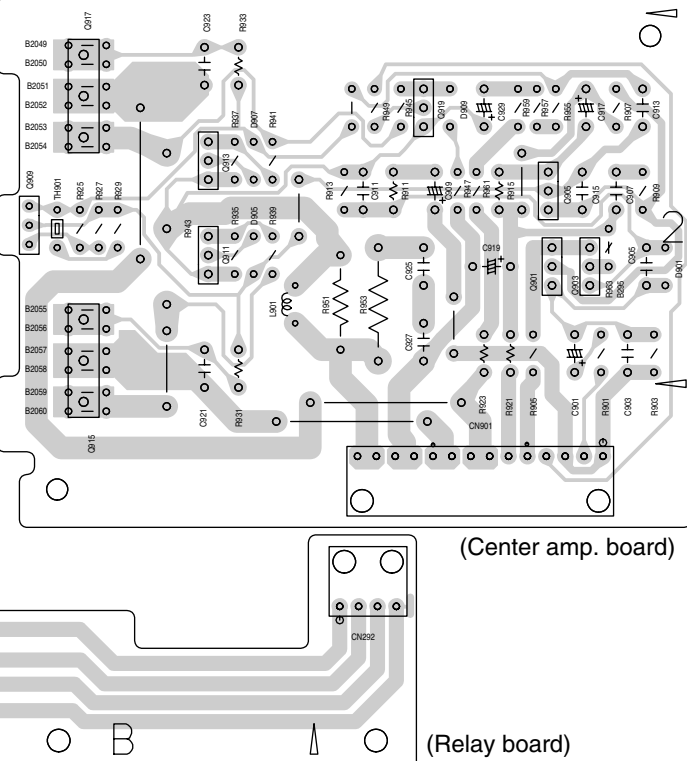 Q917
C923
R933
B2049
B2050
B2051
B2052
B2053
B2054
R949
R945
Q919
D909
C929
R959
R957
R955
C917
R907
C913
R937
D907
R941
Q913
Q909
TH901
R925
R927
R929
R913
C911
R911
C909
R947
R961
R915
Q905
C915
C907
R909
R943
R935
D905
R939
Q911
2
C919
C925
Q901
Q903
R963
B295
C905
D901
L901
R951
R953
B2055
B2056
B2057
B2058
B2059
B2060
C927
Q915
C921
R931
R923
R921
R905
C901
R901
C903
R903
CN901
(Center amp. board)
CN292
B
(Relay board)